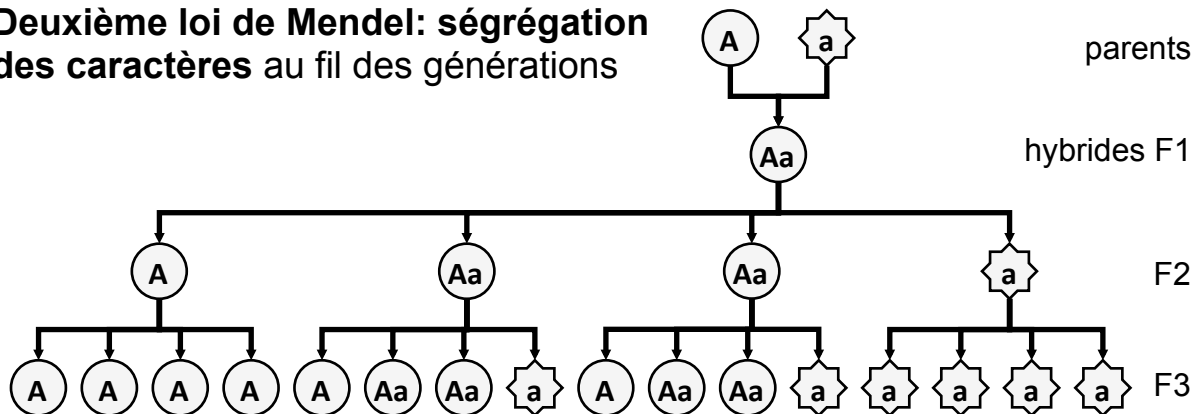 Deuxième loi de Mendel: ségrégation
des caractères au fil des générations
A a parents
Aa hybrides F1
A Aa Aa a F2
A A A A A Aa Aa a A Aa Aa a a a a a F3